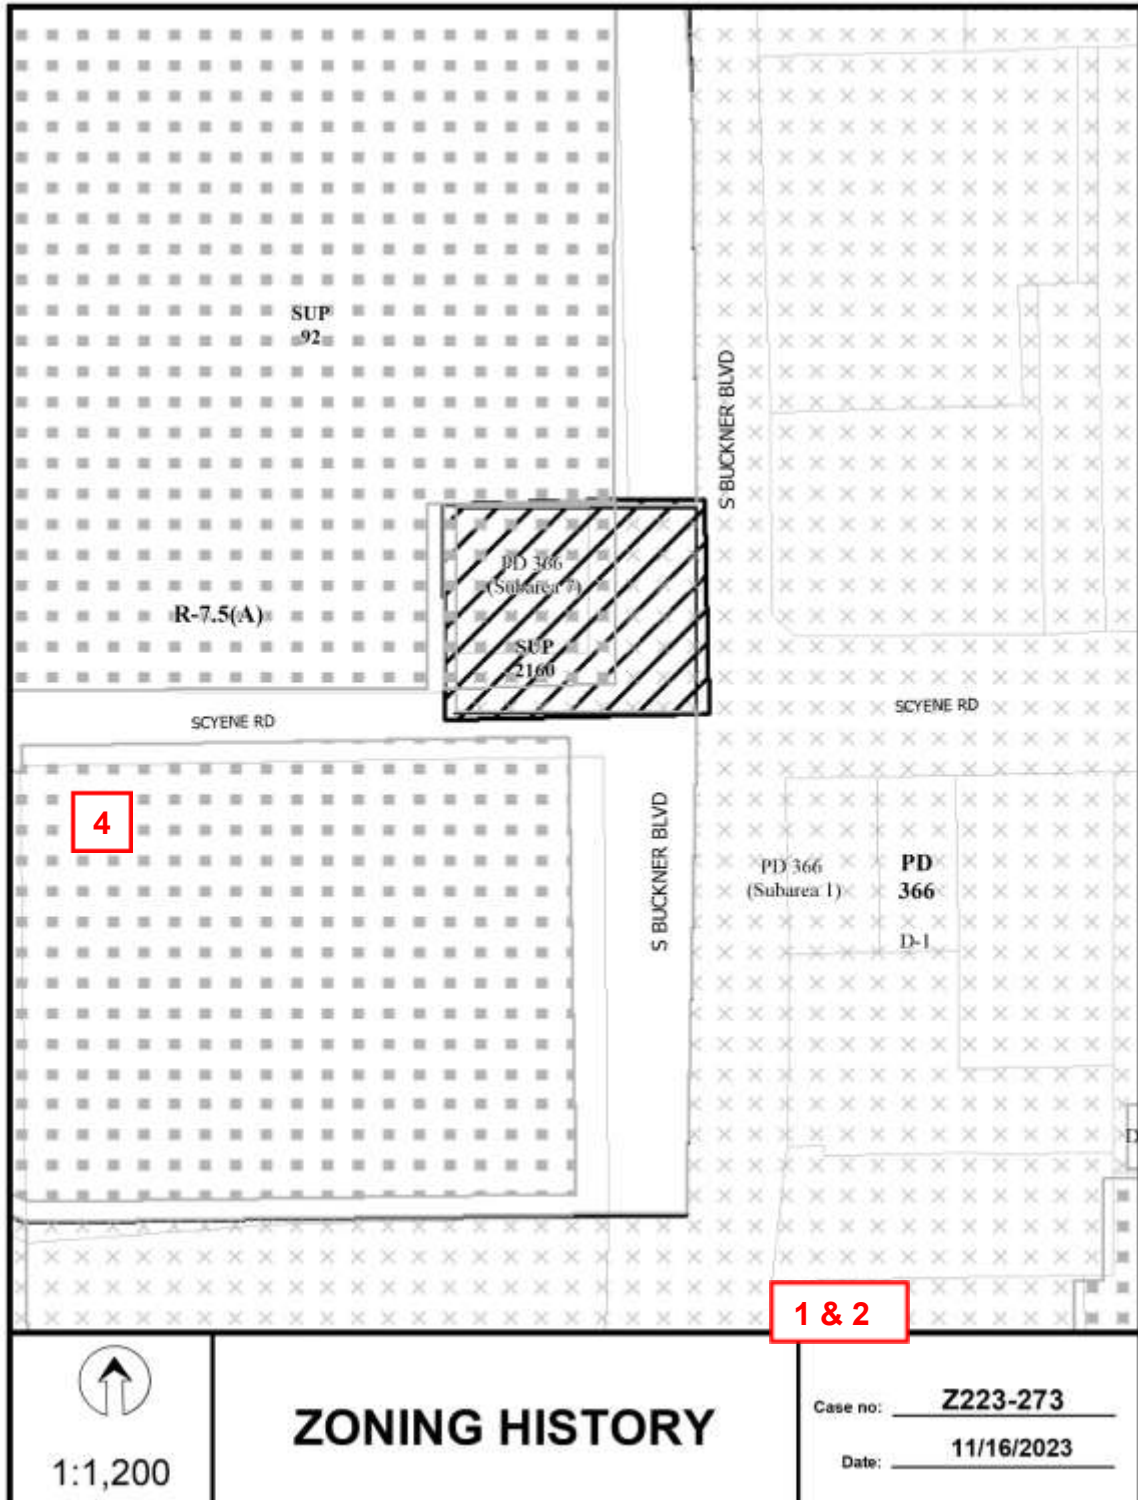 SUP
92
S BUCKNER BLVD
PD 366
(Subarea 7)
R-7.5(A)
SUP
2160
SCYENE RD
SCYENE RD
4
S BUCKNER BLVD
PD 366
(Subarea 1)
PD
366
D-1
D
1 & 2
1:1,200
ZONING HISTORY
Case no: Z223-273
Date: 11/16/2023